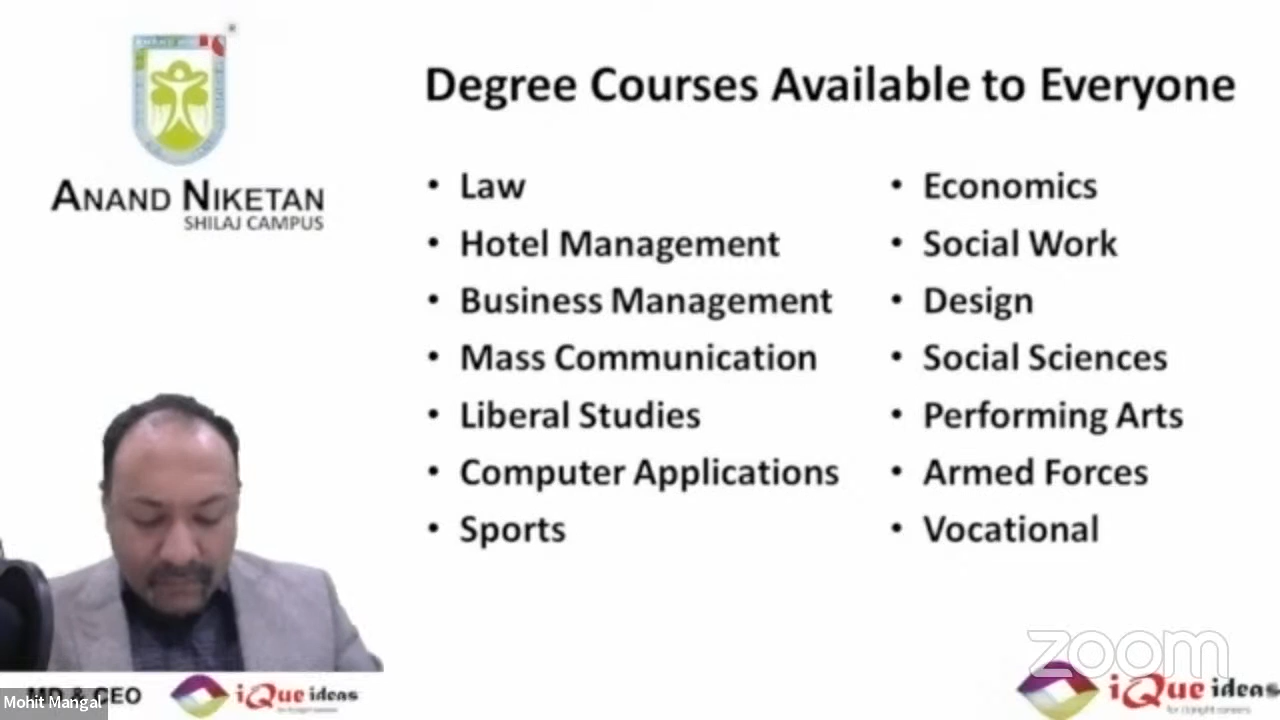 ANAND NIKETAN
SHILAJ CAMPUS
Degree Courses Available to Everyone
• Law
• Hotel Management
• Business Management
• Mass Communication
• Liberal Studies
• Computer Applications
• Sports
• Economics
• Social Work
• Design
• Social Sciences
• Performing Arts
• Armed Forces
• Vocational
MD & CEO
Mohit Mangal
iQue ideas
zoom
iQue ideas